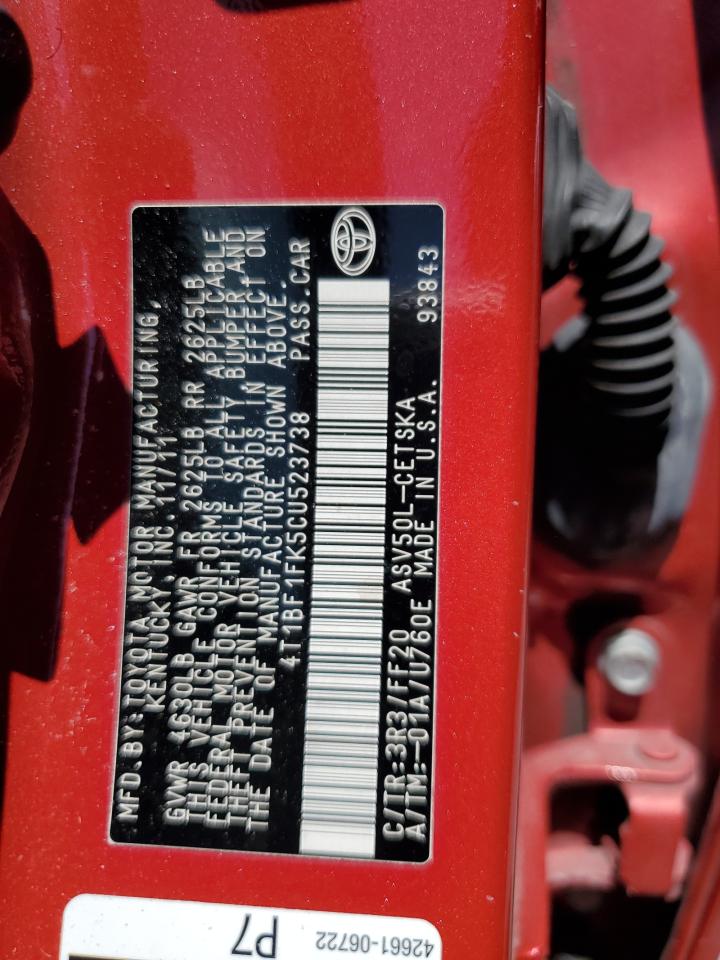 MFD.BY:TOYOTA MOTOR MANUFACTURING,
KENTUCKY,INC. 11/11
GVWR 4630LB GAWR FR 2625LB RR 2625LB
THIS VEHICLE CONFORMS TO ALL APPLICABLE
FEDERAL MOTOR VEHICLE SAFETY BUMPER,AND
THEFT PREVENTION STANDARDS IN EFFECT ON
THE DATE OF MANUFACTURE SHOWN ABOVE.
4T1BF1FK5CU523738 PASS.CAR
C/TR:3R3/FF20 ASV50L-CETSKA
A/TM:-01A/U760E MADE IN U.S.A. 93843
P7
42661-06722